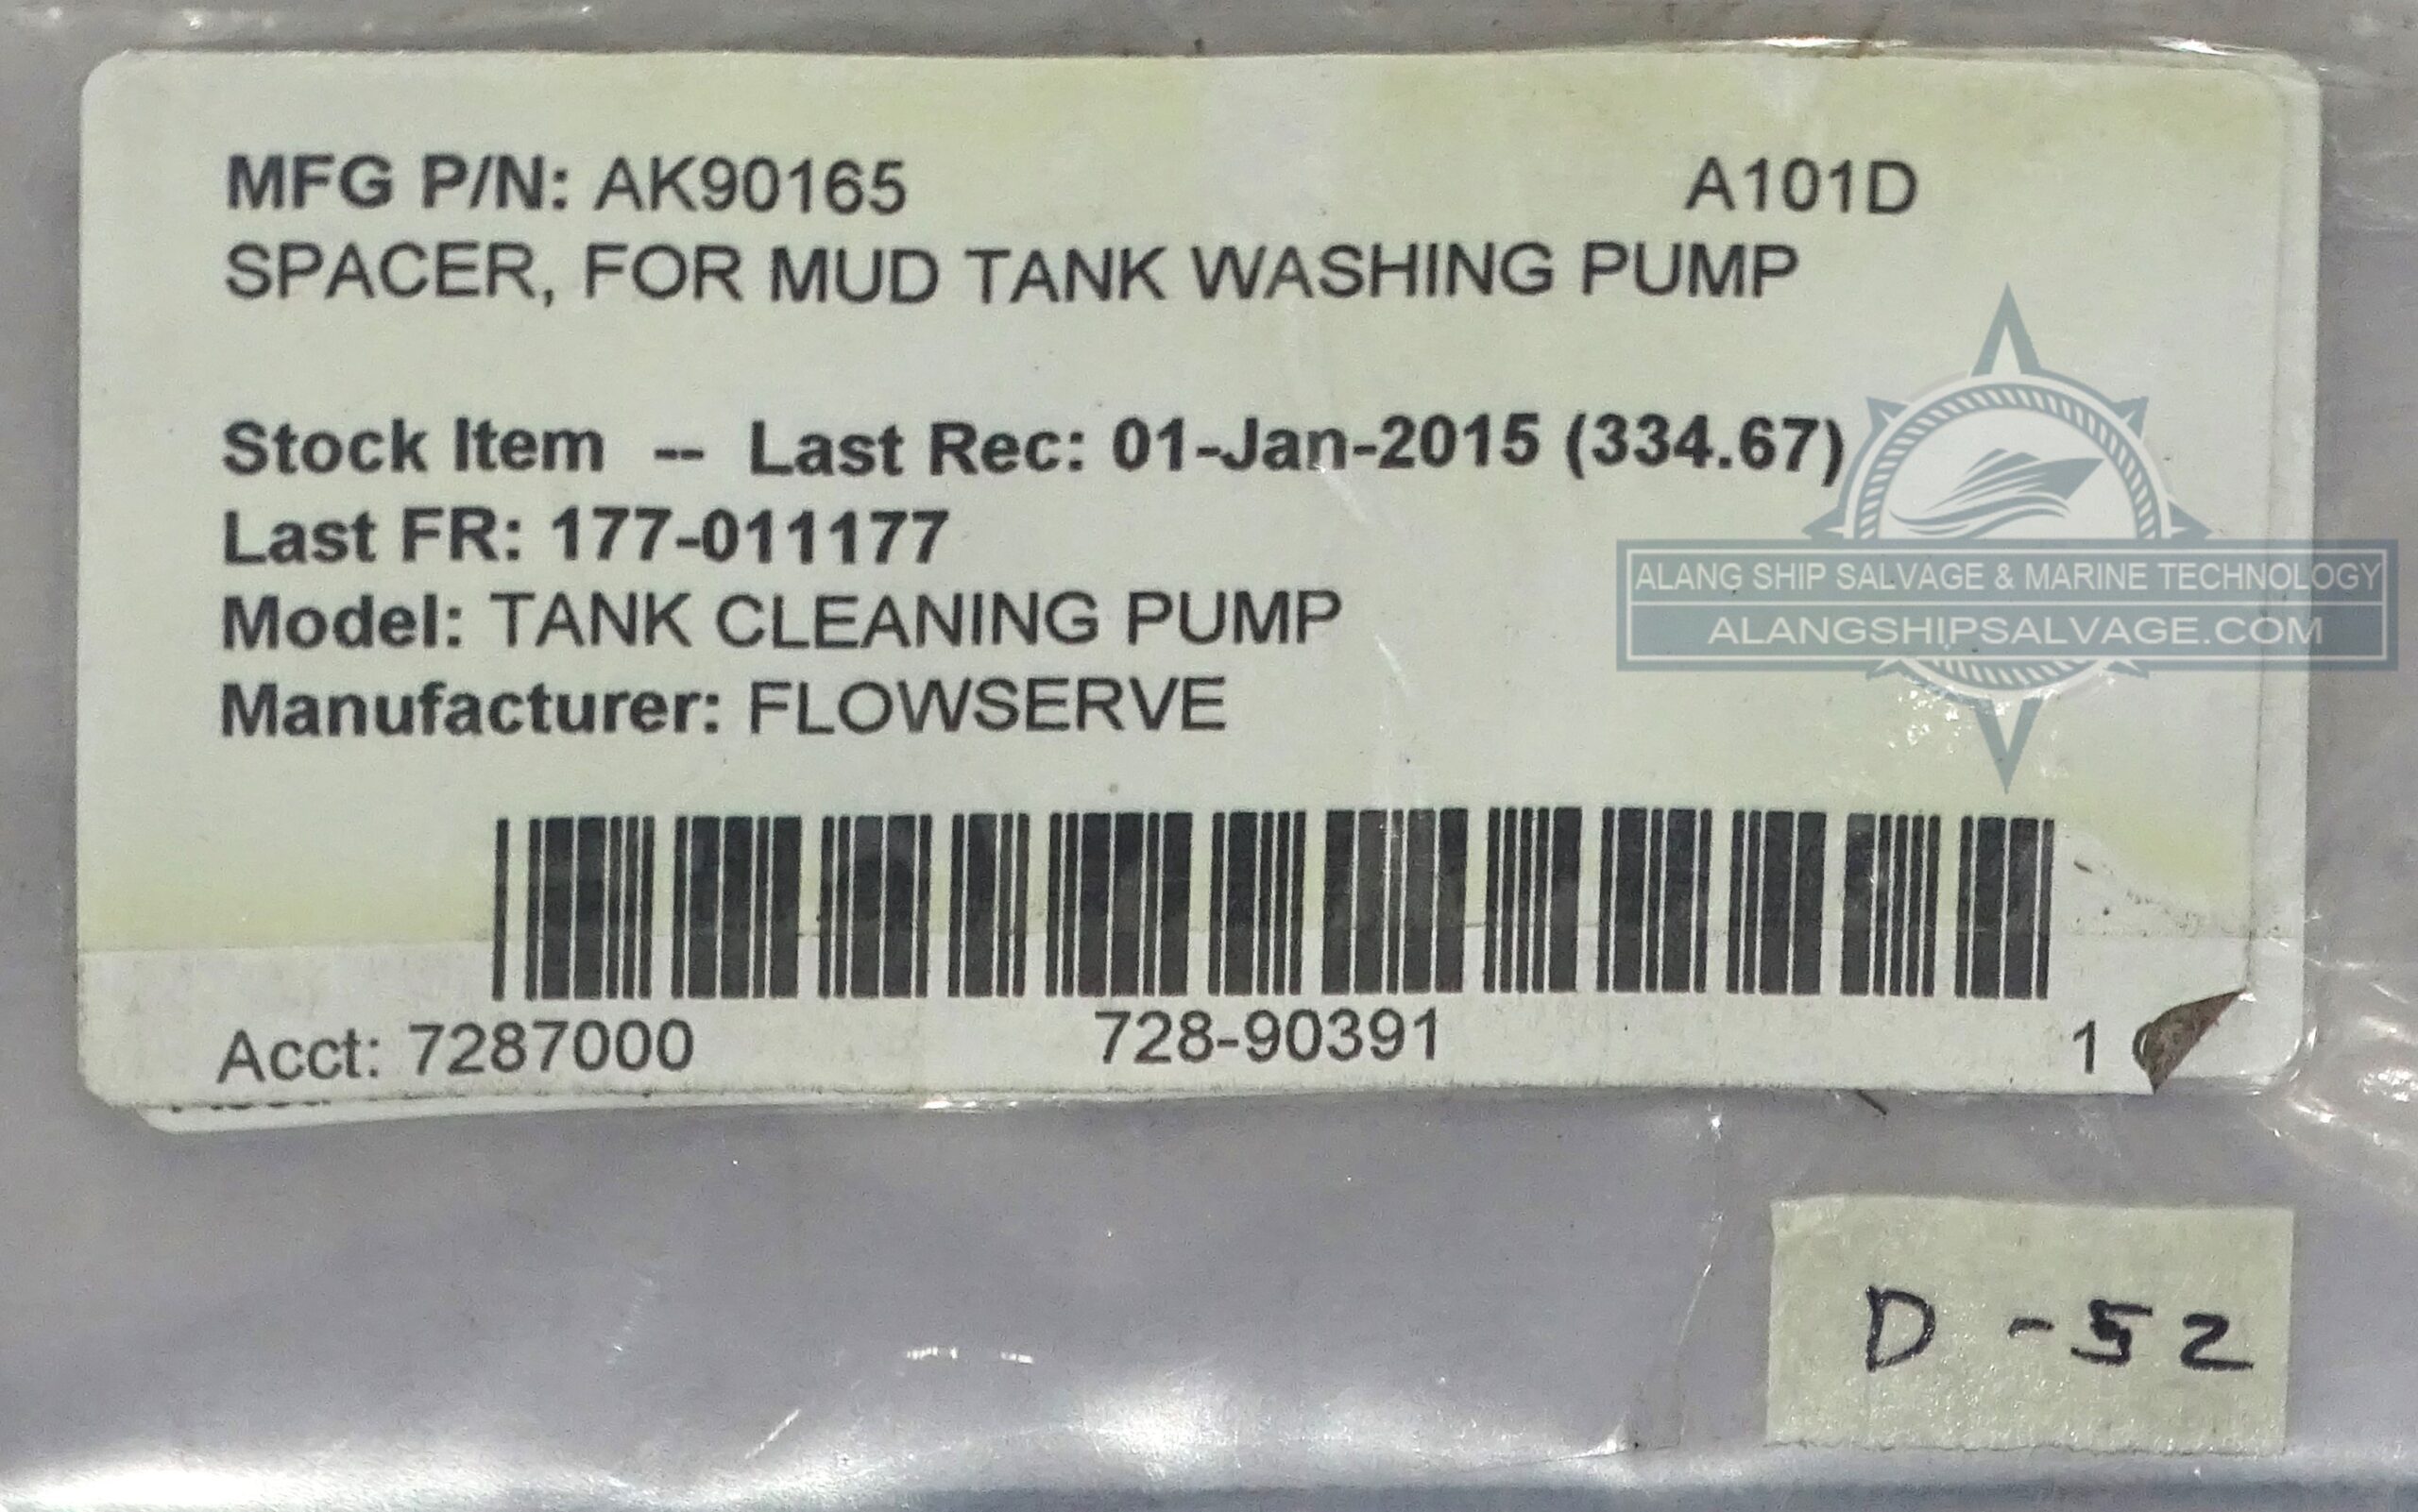 MFG P/N: AK90165 A101D
SPACER, FOR MUD TANK WASHING PUMP
Stock Item -- Last Rec: 01-Jan-2015 (334.67)
Last FR: 177-011177
Model: TANK CLEANING PUMP
Manufacturer: FLOWSERVE
ALANG SHIP SALVAGE & MARINE TECHNOLOGY
ALANGSHIPSALVAGE.COM
Acct: 7287000 728-90391 1
D-52